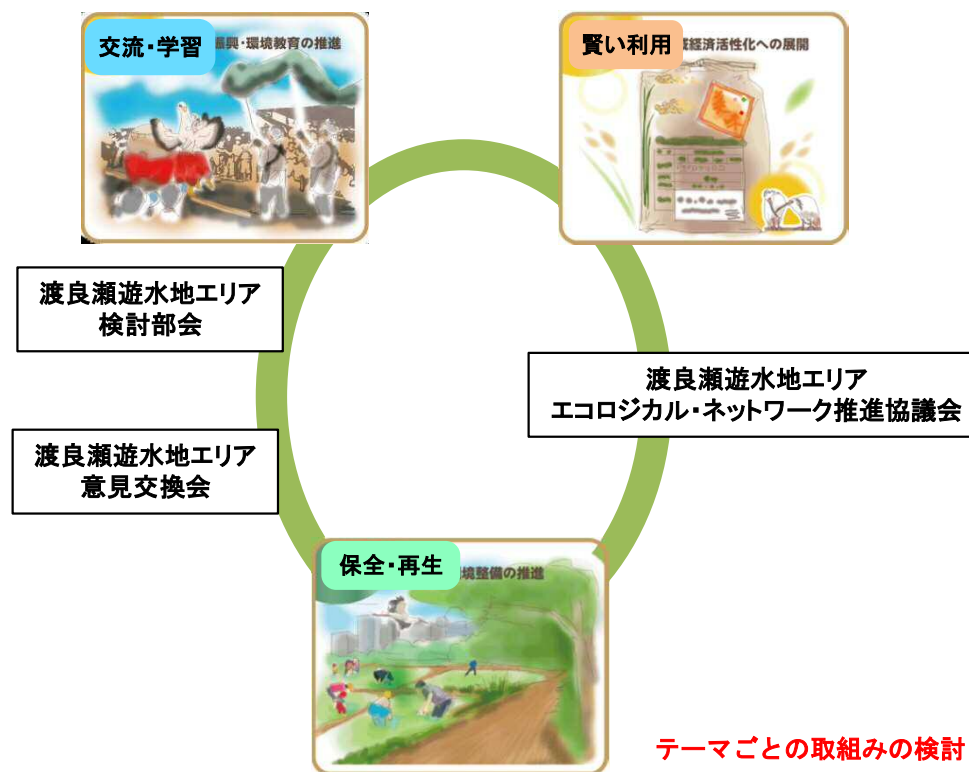 交流・学習
振興・環境教育の推進
賢い利用
域経済活性化への展開
渡良瀬遊水地エリア
検討部会
渡良瀬遊水地エリア
エコロジカル・ネットワーク推進協議会
渡良瀬遊水地エリア
意見交換会
保全・再生
境整備の推進
テーマごとの取組みの検討